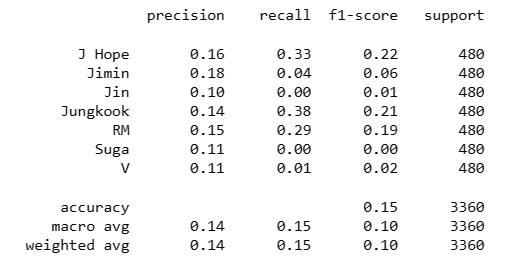 precision recall f1-score support
J Hope 0.16 0.33 0.22 480
Jimin 0.18 0.04 0.06 480
Jin 0.10 0.00 0.01 480
Jungkook 0.14 0.38 0.21 480
RM 0.15 0.29 0.19 480
Suga 0.11 0.00 0.00 480
V 0.11 0.01 0.02 480
accuracy 0.15 3360
macro avg 0.14 0.15 0.10 3360
weighted avg 0.14 0.15 0.10 3360